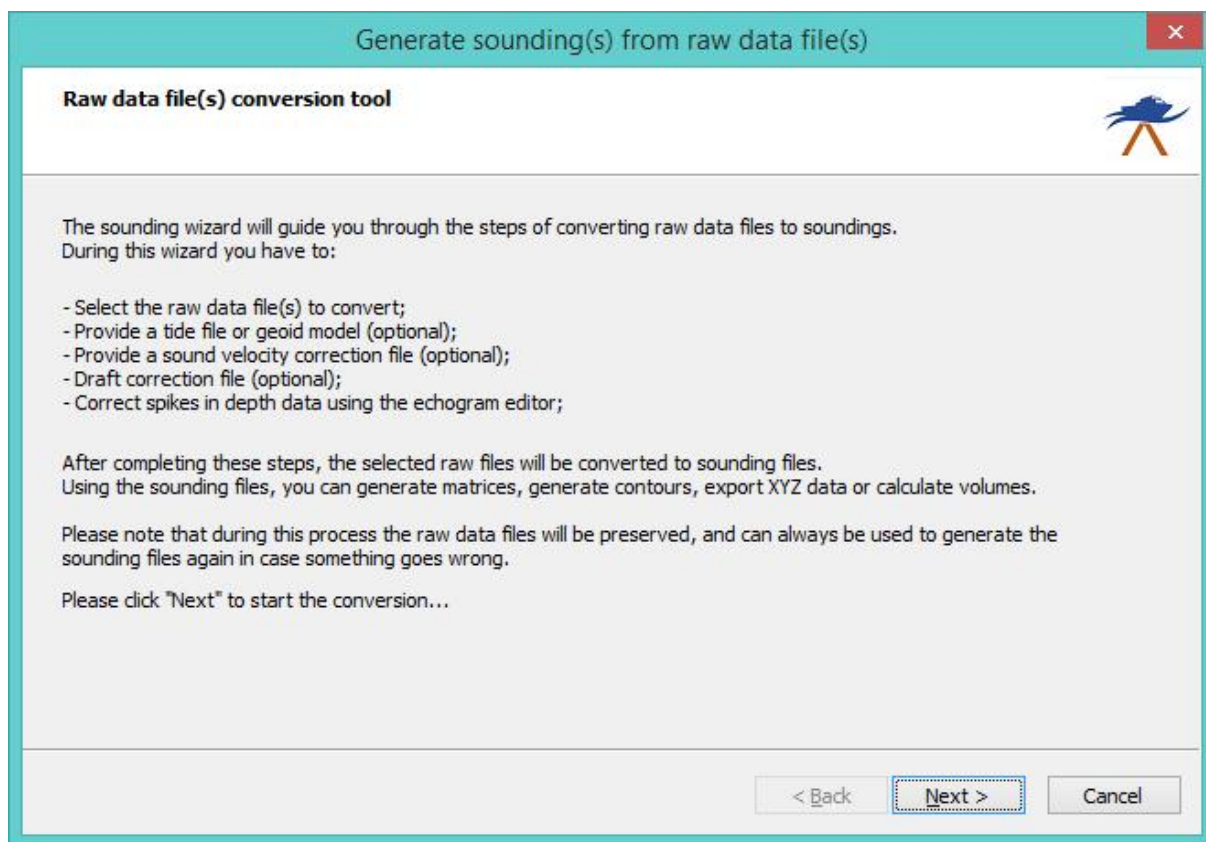 Generate sounding(s) from raw data file(s)
Raw data file(s) conversion tool
The sounding wizard will guide you through the steps of converting raw data files to soundings.
During this wizard you have to:
- Select the raw data file(s) to convert;
- Provide a tide file or geoid model (optional);
- Provide a sound velocity correction file (optional);
- Draft correction file (optional);
- Correct spikes in depth data using the echogram editor;
After completing these steps, the selected raw files will be converted to sounding files.
Using the sounding files, you can generate matrices, generate contours, export XYZ data or calculate volumes.
Please note that during this process the raw data files will be preserved, and can always be used to generate the
sounding files again in case something goes wrong.
Please click "Next" to start the conversion...
< Back
Next >
Cancel